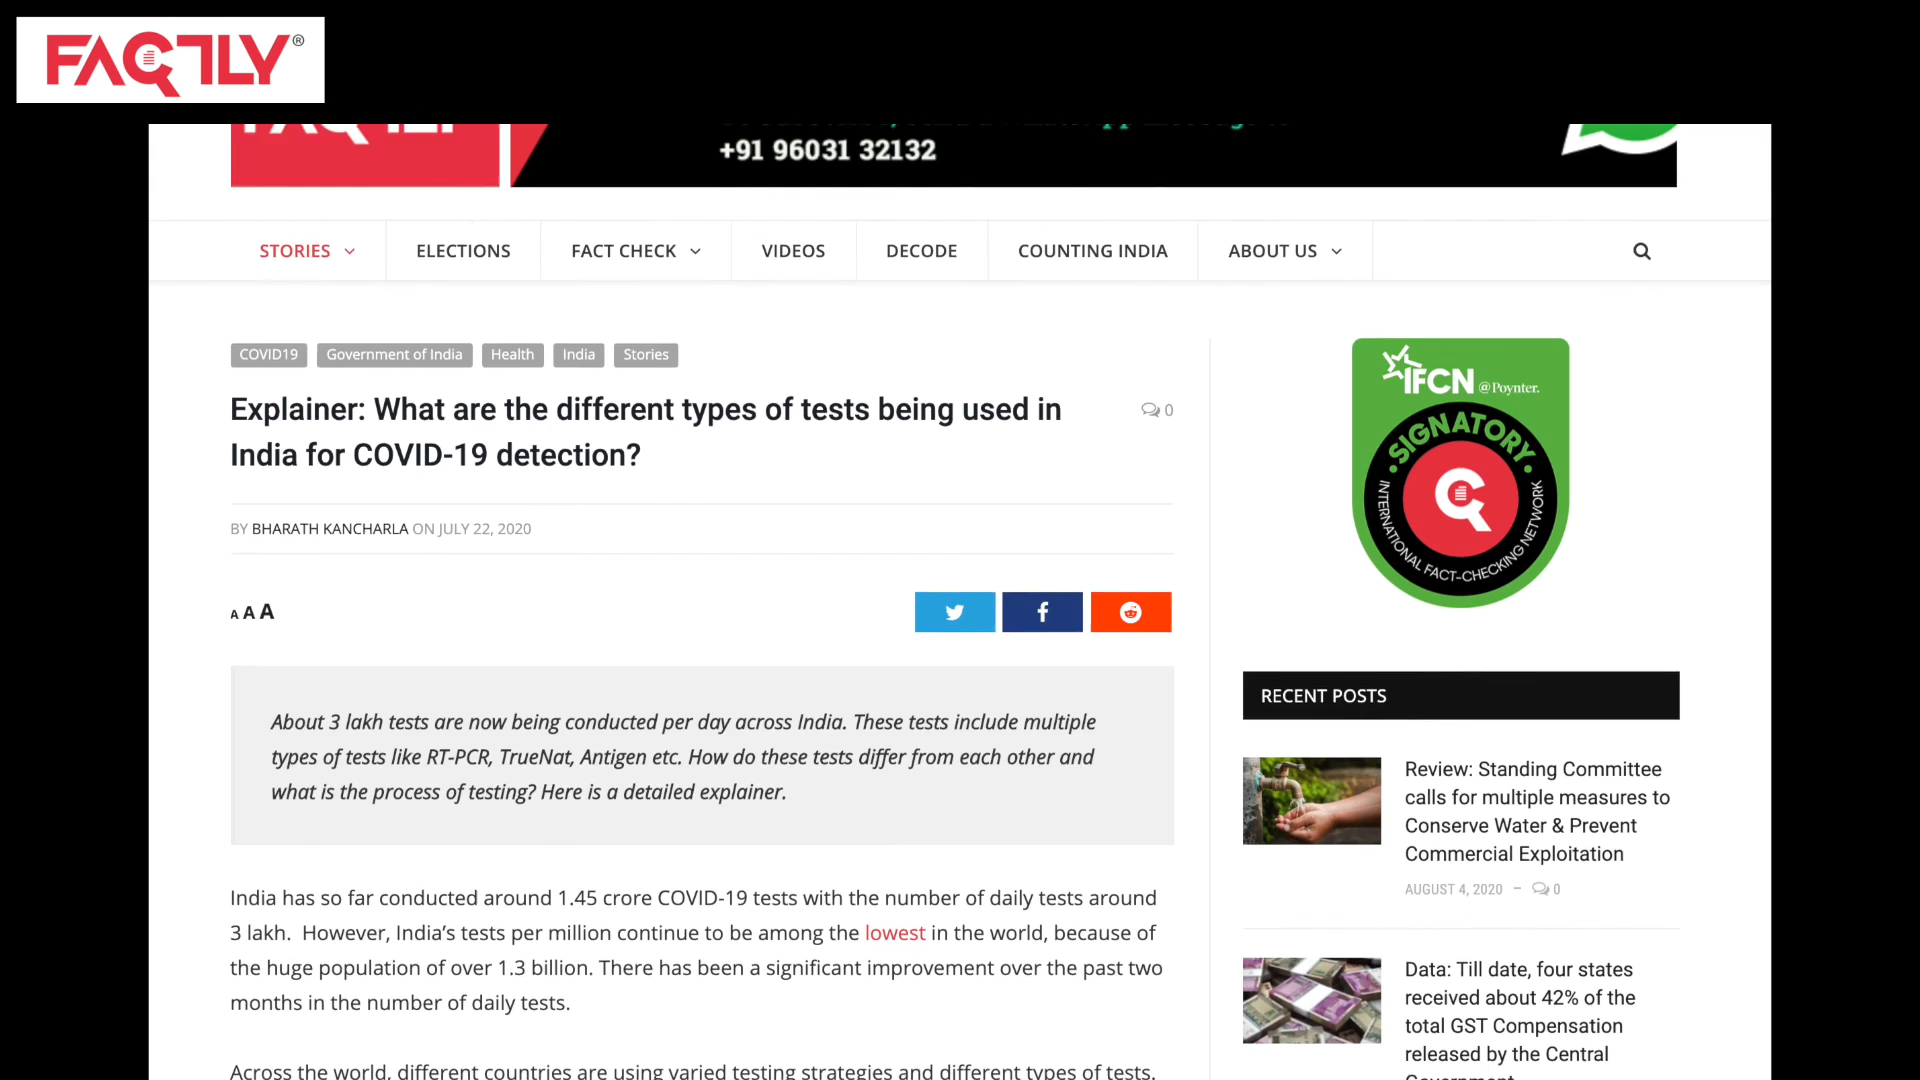 FACTLY®
+91 96031 32132
STORIES
ELECTIONS
FACT CHECK
VIDEOS
DECODE
COUNTING INDIA
ABOUT US
COVID19
Government of India
Health
India
Stories
Explainer: What are the different types of tests being used in
India for COVID-19 detection?
0
BY BHARATH KANCHARLA ON JULY 22, 2020
A A A
About 3 lakh tests are now being conducted per day across India. These tests include multiple
types of tests like RT-PCR, TrueNat, Antigen etc. How do these tests differ from each other and
what is the process of testing? Here is a detailed explainer.
India has so far conducted around 1.45 crore COVID-19 tests with the number of daily tests around
3 lakh. However, India’s tests per million continue to be among the lowest in the world, because of
the huge population of over 1.3 billion. There has been a significant improvement over the past two
months in the number of daily tests.
Across the world, different countries are using varied testing strategies and different types of tests.
IFCN @Poynter.
SIGNATORY
INTERNATIONAL FACT-CHECKING NETWORK
RECENT POSTS
Review: Standing Committee
calls for multiple measures to
Conserve Water & Prevent
Commercial Exploitation
AUGUST 4, 2020 – 0
Data: Till date, four states
received about 42% of the
total GST Compensation
released by the Central